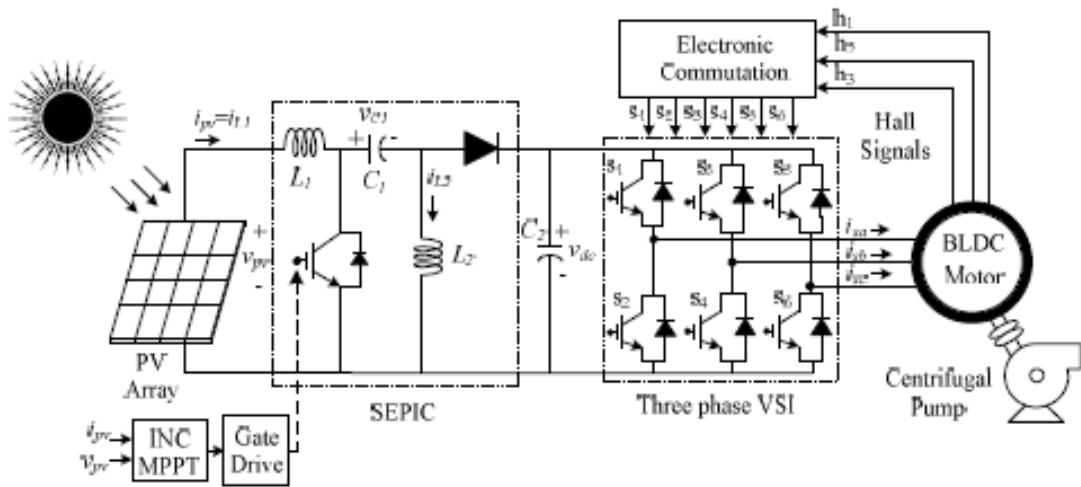 Electronic
Commutation
h1
h2
h3
Hall
Signals
S1 S2 S3 S4 S5 S6
ipv=iL1
vC1
+ -
L1
C1
iL2
L2
+
vpv
-
C2
+
vdc
-
S1
S3
S5
S2
S4
S6
isa
isb
isc
BLDC
Motor
PV
Array
SEPIC
Three phase VSI
Centrifugal
Pump
ipv
vpv
INC
MPPT
Gate
Drive